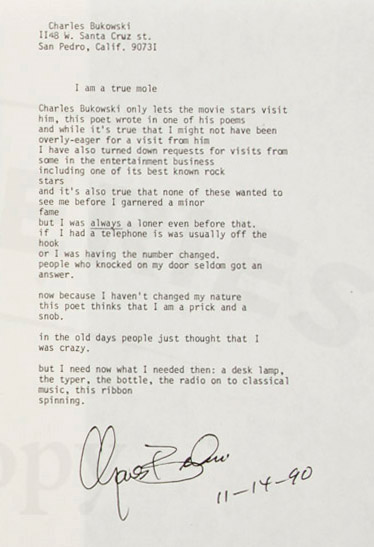 Charles Bukowski
1148 W. Santa Cruz st.
San Pedro, Calif. 90731
I am a true mole
Charles Bukowski only lets the movie stars visit
him, this poet wrote in one of his poems
and while it's true that I might not have been
overly-eager for a visit from him
I have also turned down requests for visits from
some in the entertainment business
including one of its best known rock
stars
and it's also true that none of these wanted to
see me before I garnered a minor
fame
but I was always a loner even before that.
if I had a telephone is was usually off the
hook
or I was having the number changed.
people who knocked on my door seldom got an
answer.
now because I haven't changed my nature
this poet thinks that I am a prick and a
snob.
in the old days people just thought that I
was crazy.
but I need now what I needed then: a desk lamp,
the typer, the bottle, the radio on to classical
music, this ribbon
spinning.
11-14-90